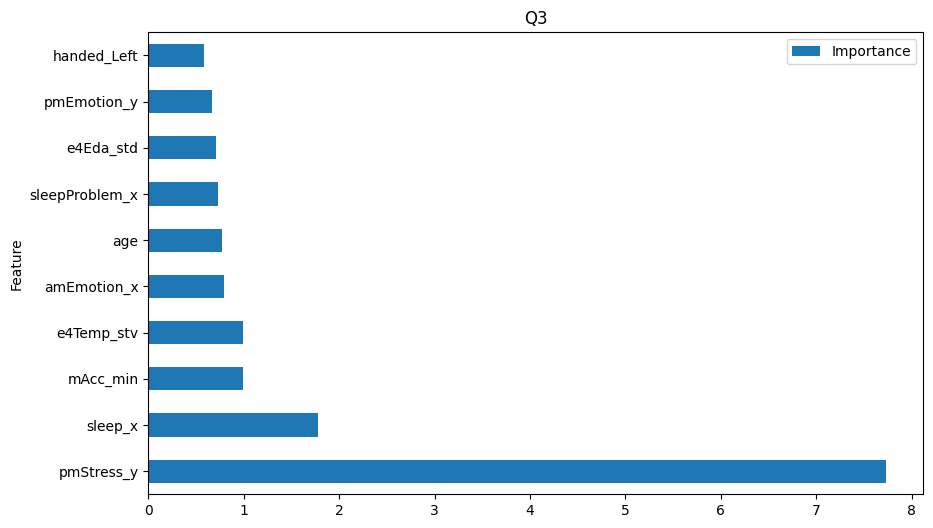 Q3
Importance
Feature
handed_Left
pmEmotion_y
e4Eda_std
sleepProblem_x
age
amEmotion_x
e4Temp_stv
mAcc_min
sleep_x
pmStress_y
0 1 2 3 4 5 6 7 8